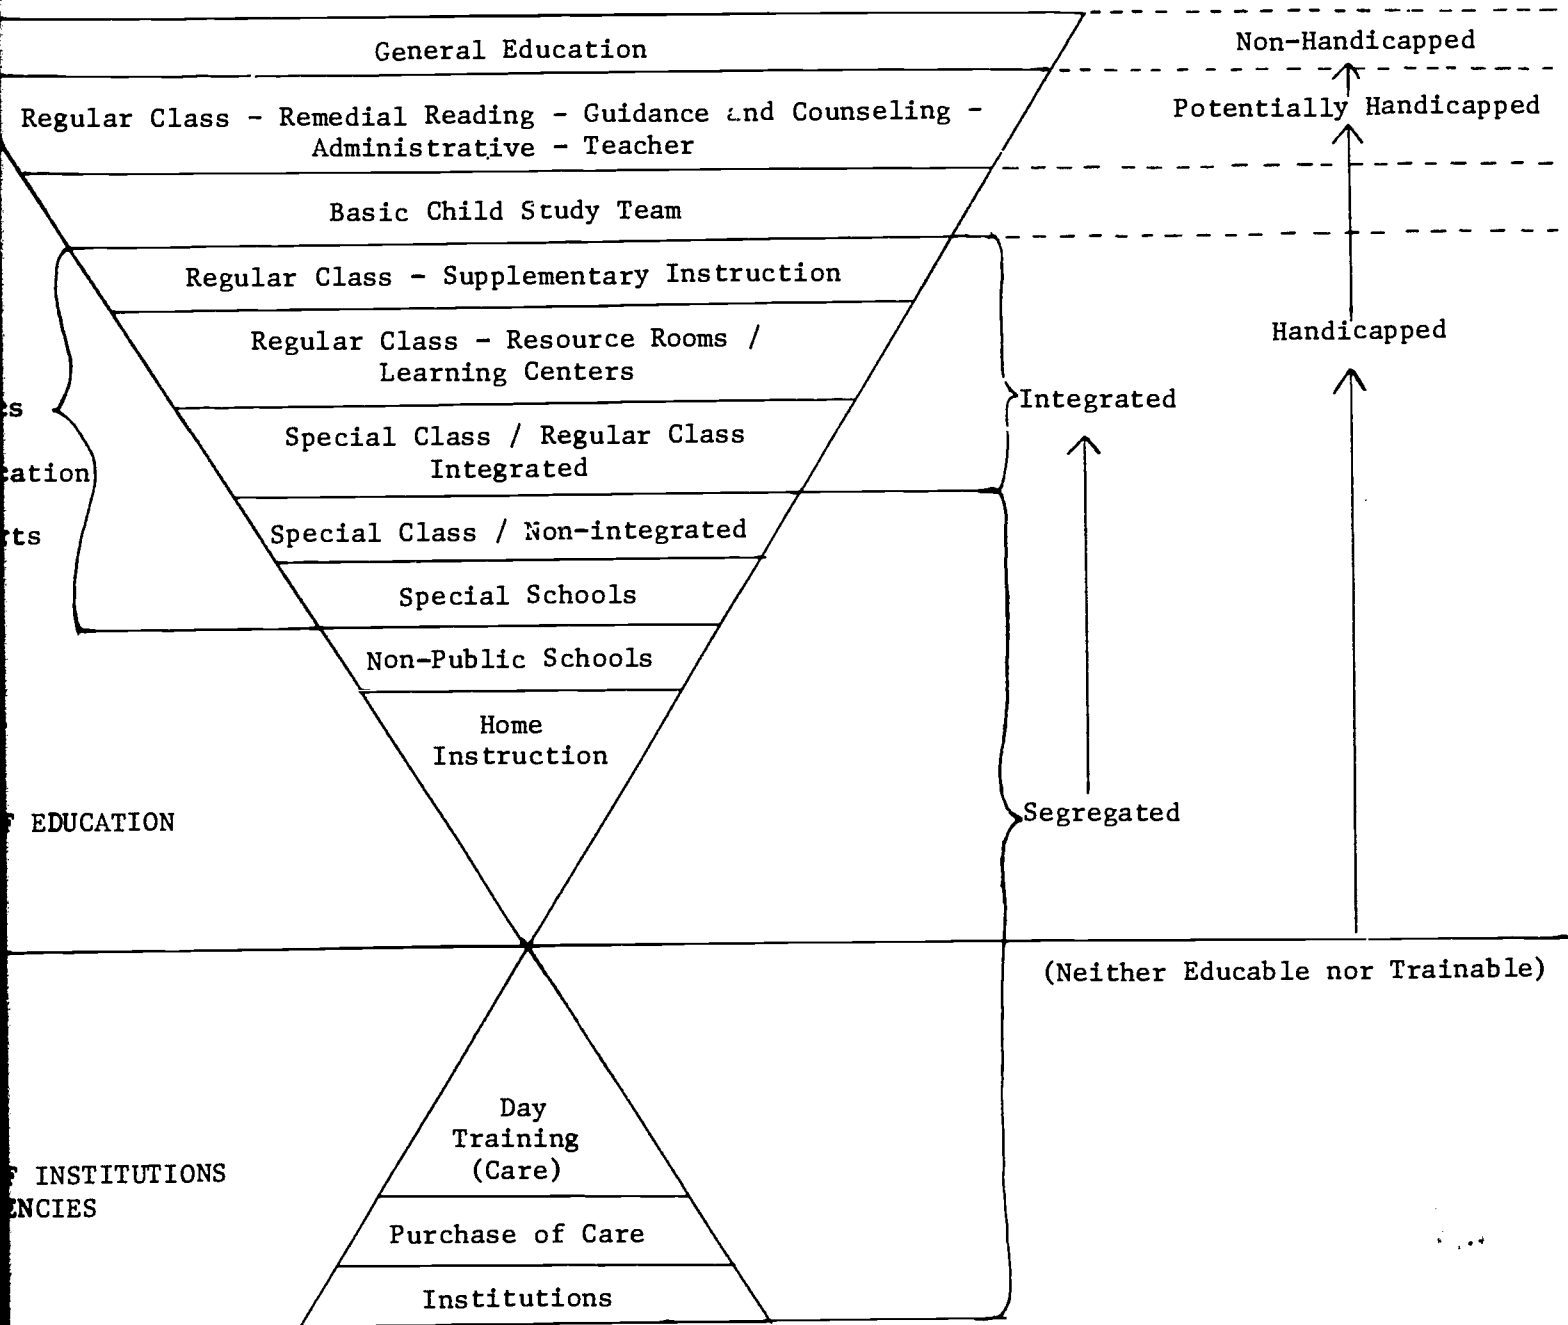 General Education
Non-Handicapped
Potentially Handicapped
Regular Class - Remedial Reading - Guidance and Counseling -
Administrative - Teacher
Basic Child Study Team
Regular Class - Supplementary Instruction
Regular Class - Resource Rooms /
Learning Centers
Handicapped
Integrated
Special Class / Regular Class
Integrated
Special Class / Non-integrated
Special Schools
Non-Public Schools
Home
Instruction
EDUCATION
Segregated
(Neither Educable nor Trainable)
Day
Training
(Care)
INSTITUTIONS
Purchase of Care
Institutions